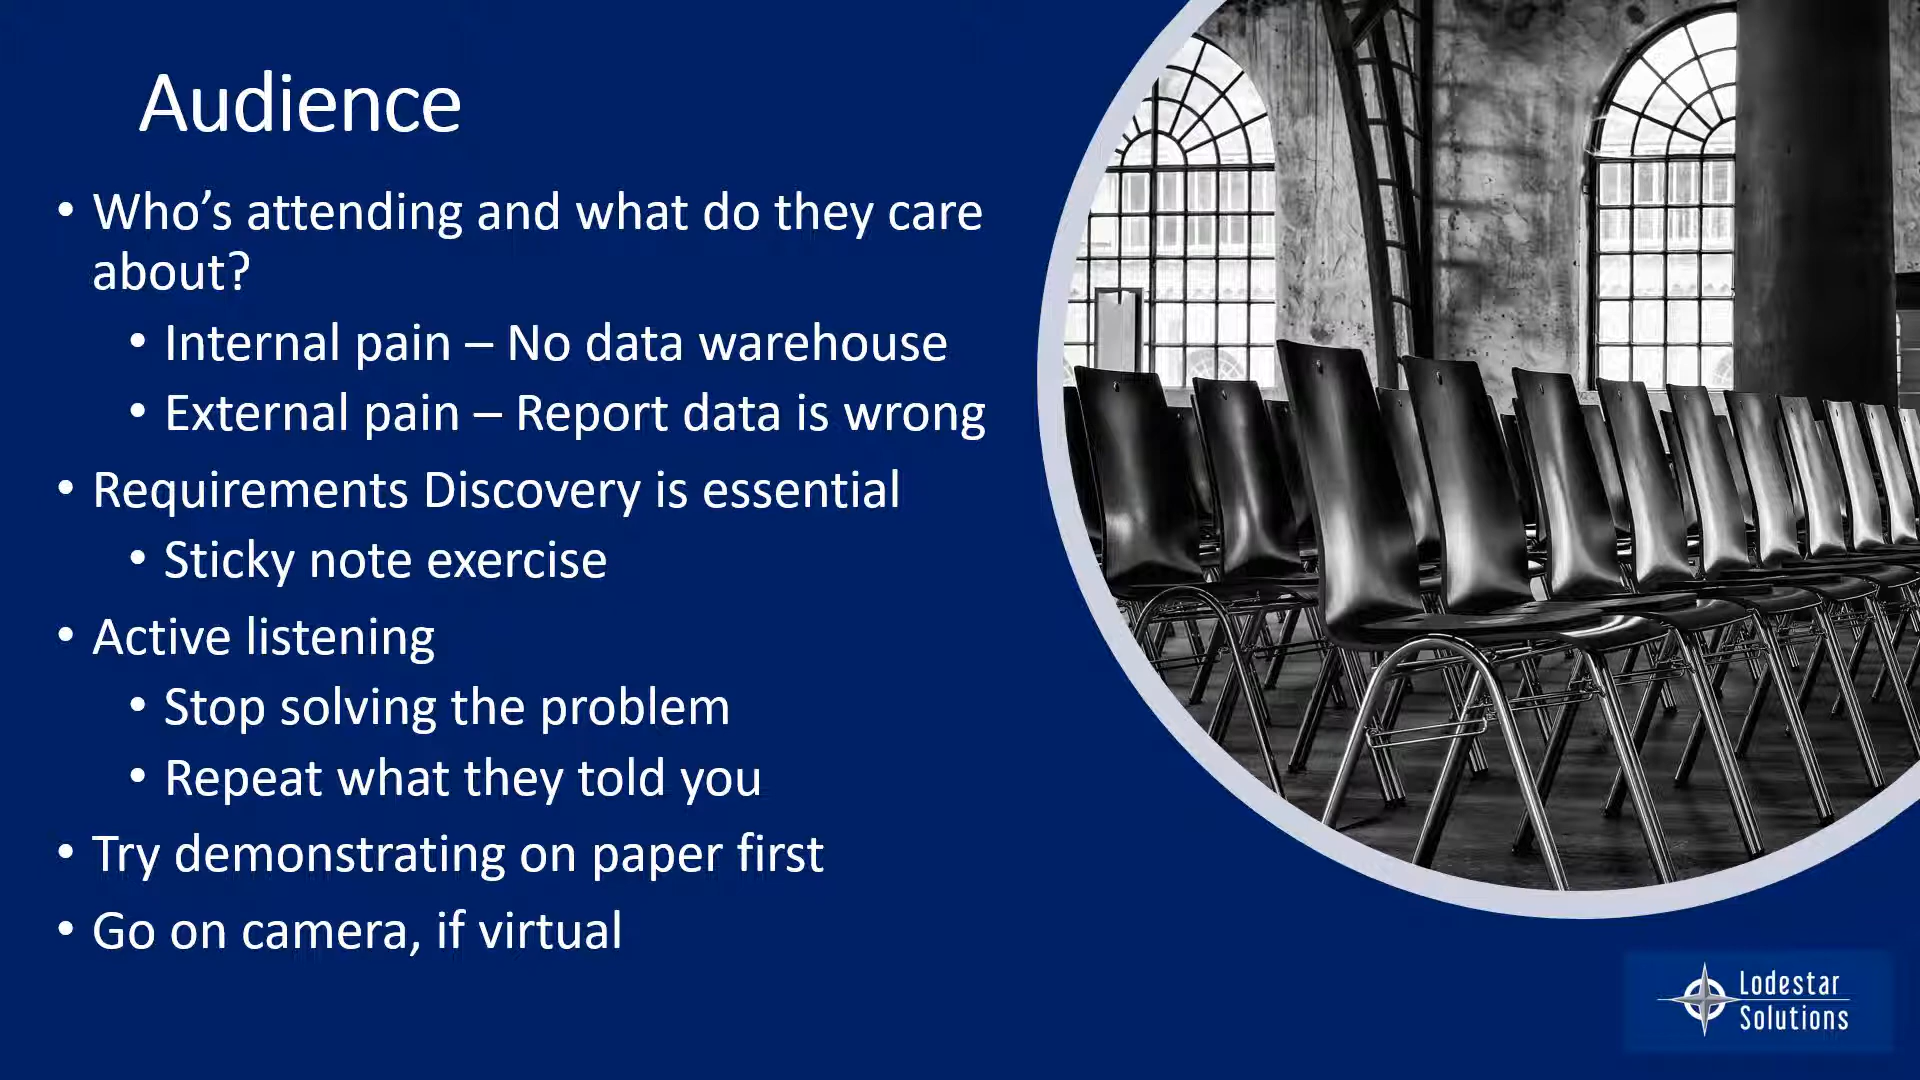 Audience
• Who’s attending and what do they care
about?
• Internal pain – No data warehouse
• External pain – Report data is wrong
• Requirements Discovery is essential
• Sticky note exercise
• Active listening
• Stop solving the problem
• Repeat what they told you
• Try demonstrating on paper first
• Go on camera, if virtual
Lodestar
Solutions